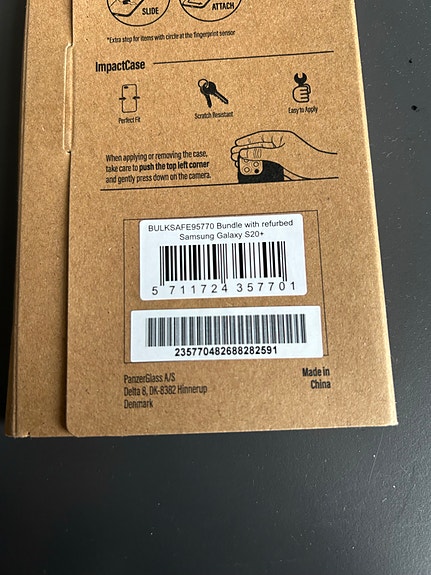 SLIDE
ATTACH
*Extra step for items with circle at the fingerprint sensor
ImpactCase
Perfect Fit
Scratch Resistant
Easy to Apply
When applying or removing the case,
take care to push the top left corner
and gently press down on the camera.
BULKSAFE95770 Bundle with refurbed
Samsung Galaxy S20+
5 711724 357701
235770482688282591
PanzerGlass A/S
Delta 8, DK-8382 Hinnerup
Denmark
Made in
China